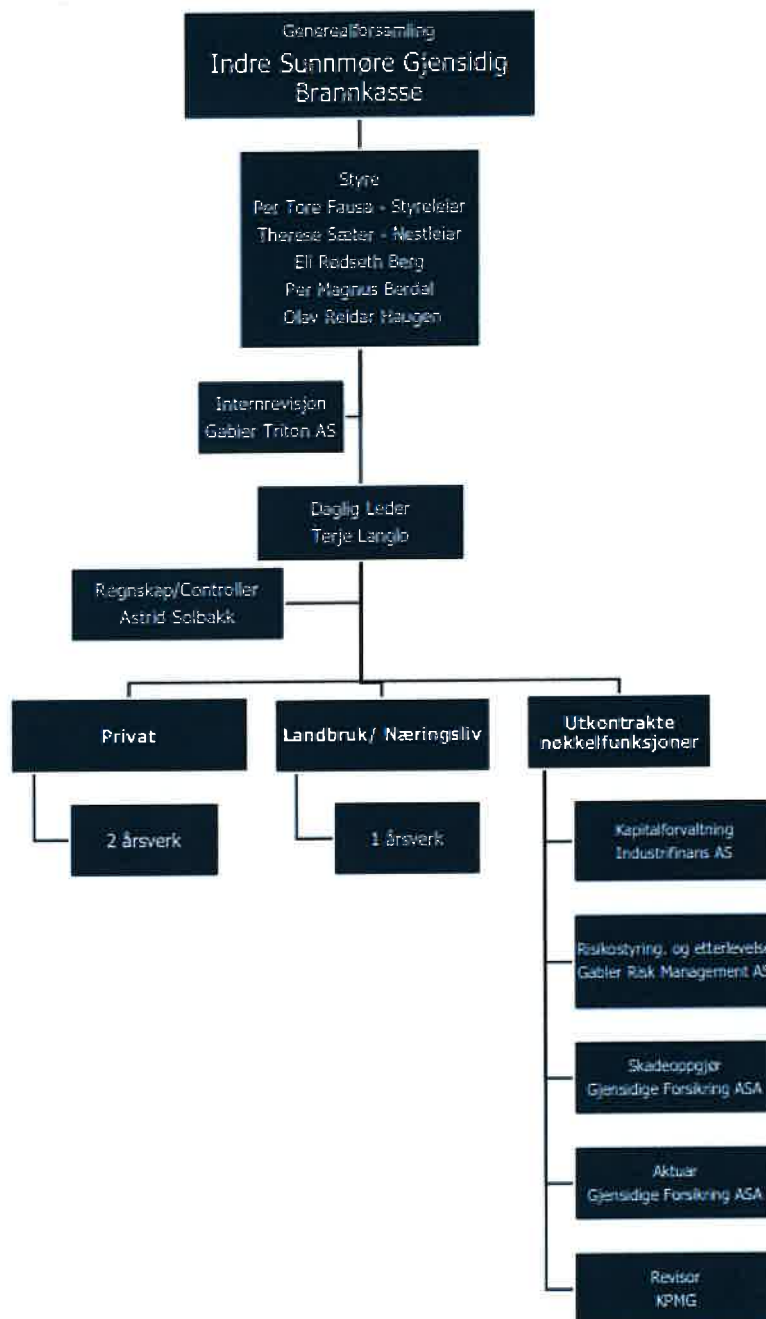 Generealforsamling
Indre Sunnmøre Gjensidig
Brannkasse
Styre
Per Tore Fausa - Styreleiar
Therese Sæter - Nestleiar
Eli Rødseth Berg
Per Magnus Berdal
Olav Reidar Haugen
Internrevisjon
Gabler Triton AS
Daglig Leder
Terje Langlo
Regnskap/Controller
Astrid Solbakk
Privat
Landbruk/ Næringsliv
Utkontrakte
nøkkelfunksjoner
2 årsverk
1 årsverk
Kapitalforvaltning
Industrifinans AS
Risikostyring, og etterlevelse
Gabler Risk Management AS
Skadeoppgjør
Gjensidige Forsikring ASA
Aktuar
Gjensidige Forsikring ASA
Revisor
KPMG